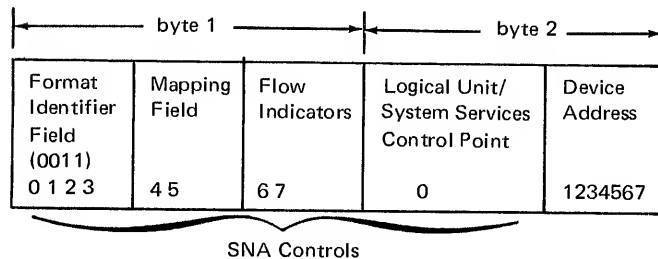 byte 1
byte 2
Format Identifier Field (0011)
0 1 2 3
Mapping Field
4 5
Flow Indicators
6 7
Logical Unit/ System Services Control Point
0
Device Address
1234567
SNA Controls